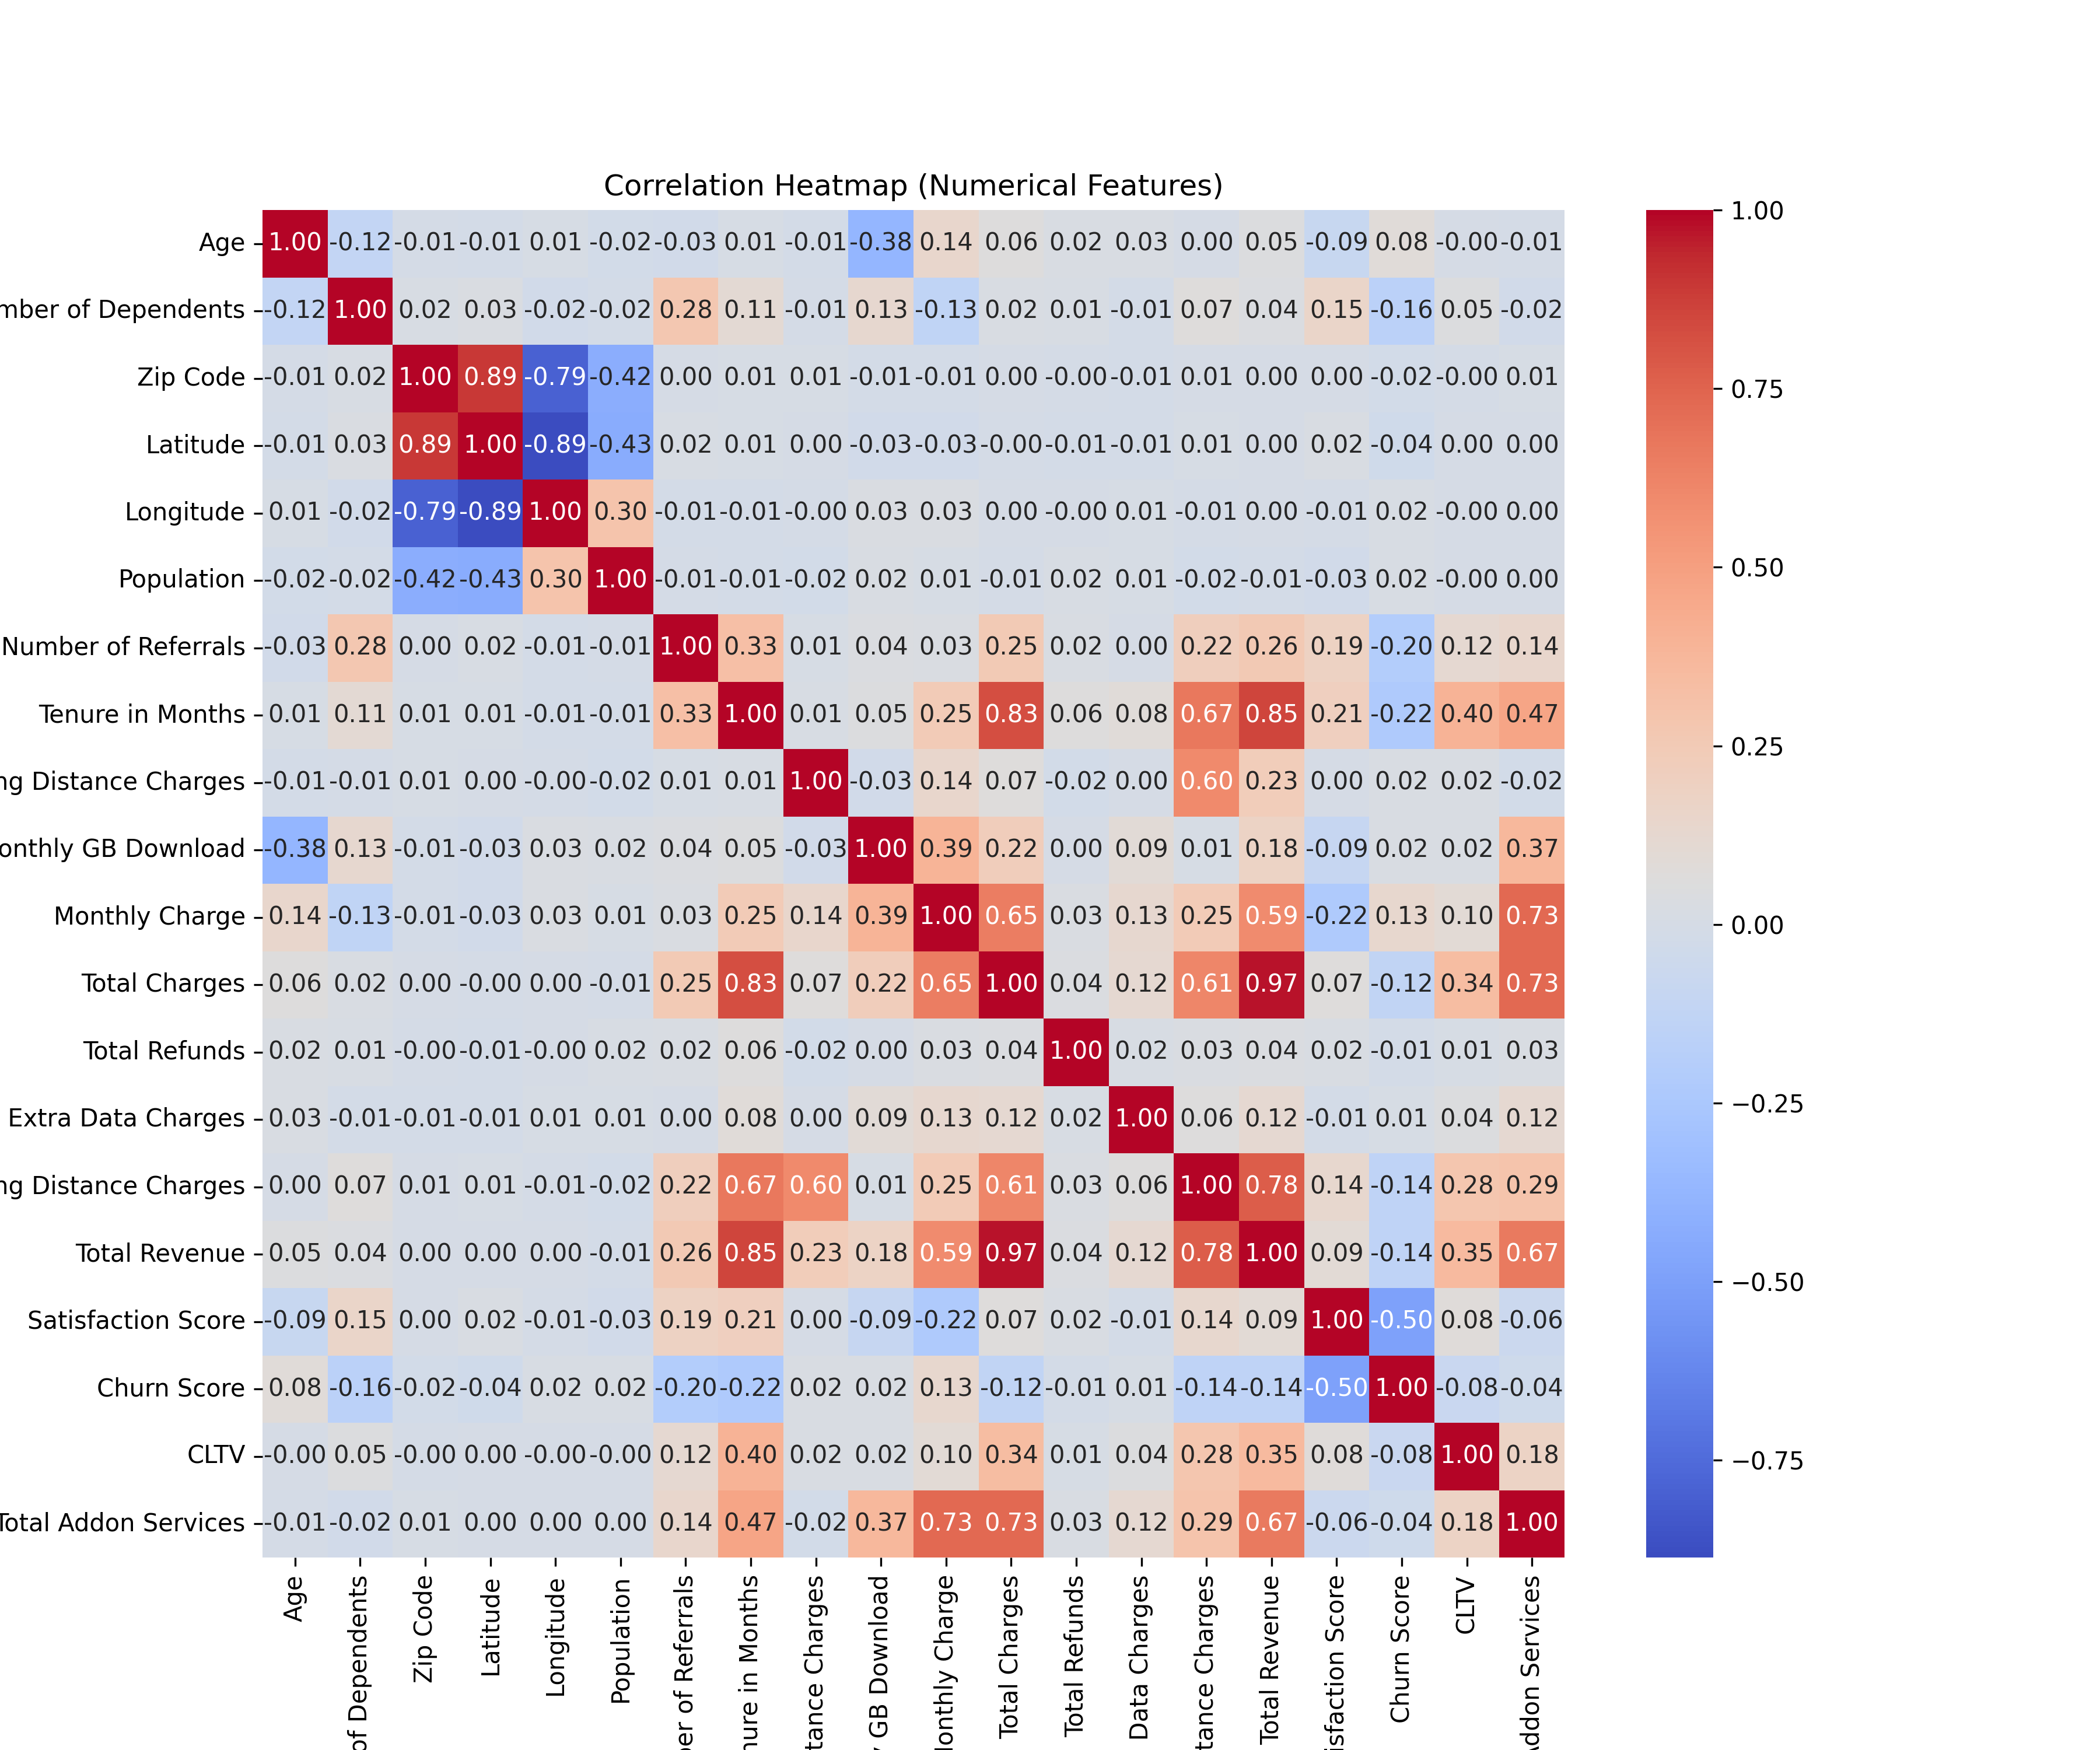 Correlation Heatmap (Numerical Features)
Age 1.00 -0.12 -0.01 -0.01 0.01 -0.02 -0.03 0.01 -0.01 -0.38 0.14 0.06 0.02 0.03 0.00 0.05 -0.09 0.08 -0.00 -0.01
mber of Dependents -0.12 1.00 0.02 0.03 -0.02 -0.02 0.28 0.11 -0.01 0.13 -0.13 0.02 0.01 -0.01 0.07 0.04 0.15 -0.16 0.05 -0.02
Zip Code -0.01 0.02 1.00 0.89 -0.79 -0.42 0.00 0.01 0.01 -0.01 -0.01 0.00 -0.00 -0.01 0.01 0.00 0.00 -0.02 -0.00 0.01
Latitude -0.01 0.03 0.89 1.00 -0.89 -0.43 0.02 0.01 0.00 -0.03 -0.03 -0.00 -0.01 -0.01 0.01 0.00 0.02 -0.04 0.00 0.00
Longitude 0.01 -0.02 -0.79 -0.89 1.00 0.30 -0.01 -0.01 -0.00 0.03 0.03 0.00 -0.00 0.01 -0.01 0.00 -0.01 0.02 -0.00 0.00
Population -0.02 -0.02 -0.42 -0.43 0.30 1.00 -0.01 -0.01 -0.02 0.02 0.01 -0.01 0.02 0.01 -0.02 -0.01 -0.03 0.02 -0.00 0.00
Number of Referrals -0.03 0.28 0.00 0.02 -0.01 -0.01 1.00 0.33 0.01 0.04 0.03 0.25 0.02 0.00 0.22 0.26 0.19 -0.20 0.12 0.14
Tenure in Months 0.01 0.11 0.01 0.01 -0.01 -0.01 0.33 1.00 0.01 0.05 0.25 0.83 0.06 0.08 0.67 0.85 0.21 -0.22 0.40 0.47
ng Distance Charges -0.01 -0.01 0.01 0.00 -0.00 -0.02 0.01 0.01 1.00 -0.03 0.14 0.07 -0.02 0.00 0.60 0.23 0.00 0.02 0.02 -0.02
onthly GB Download -0.38 0.13 -0.01 -0.03 0.03 0.02 0.04 0.05 -0.03 1.00 0.39 0.22 0.00 0.09 0.01 0.18 -0.09 0.02 0.02 0.37
Monthly Charge 0.14 -0.13 -0.01 -0.03 0.03 0.01 0.03 0.25 0.14 0.39 1.00 0.65 0.03 0.13 0.25 0.59 -0.22 0.13 0.10 0.73
Total Charges 0.06 0.02 0.00 -0.00 0.00 -0.01 0.25 0.83 0.07 0.22 0.65 1.00 0.04 0.12 0.61 0.97 0.07 -0.12 0.34 0.73
Total Refunds 0.02 0.01 -0.00 -0.01 -0.00 0.02 0.02 0.06 -0.02 0.00 0.03 0.04 1.00 0.02 0.03 0.04 0.02 -0.01 0.01 0.03
Extra Data Charges 0.03 -0.01 -0.01 -0.01 0.01 0.01 0.00 0.08 0.00 0.09 0.13 0.12 0.02 1.00 0.06 0.12 -0.01 0.01 0.04 0.12
ng Distance Charges 0.00 0.07 0.01 0.01 -0.01 -0.02 0.22 0.67 0.60 0.01 0.25 0.61 0.03 0.06 1.00 0.78 0.14 -0.14 0.28 0.29
Total Revenue 0.05 0.04 0.00 0.00 0.00 -0.01 0.26 0.85 0.23 0.18 0.59 0.97 0.04 0.12 0.78 1.00 0.09 -0.14 0.35 0.67
Satisfaction Score -0.09 0.15 0.00 0.02 -0.01 -0.03 0.19 0.21 0.00 -0.09 -0.22 0.07 0.02 -0.01 0.14 0.09 1.00 -0.50 0.08 -0.06
Churn Score 0.08 -0.16 -0.02 -0.04 0.02 0.02 -0.20 -0.22 0.02 0.02 0.13 -0.12 -0.01 0.01 -0.14 -0.14 -0.50 1.00 -0.08 -0.04
CLTV -0.00 0.05 -0.00 0.00 -0.00 -0.00 0.12 0.40 0.02 0.02 0.10 0.34 0.01 0.04 0.28 0.35 0.08 -0.08 1.00 0.18
Total Addon Services -0.01 -0.02 0.01 0.00 0.00 0.00 0.14 0.47 -0.02 0.37 0.73 0.73 0.03 0.12 0.29 0.67 -0.06 -0.04 0.18 1.00
Age
of Dependents
Zip Code
Latitude
Longitude
Population
ber of Referrals
nure in Months
tance Charges
GB Download
onthly Charge
Total Charges
Total Refunds
Data Charges
tance Charges
Total Revenue
isfaction Score
Churn Score
CLTV
Addon Services
1.00
0.75
0.50
0.25
0.00
−0.25
−0.50
−0.75